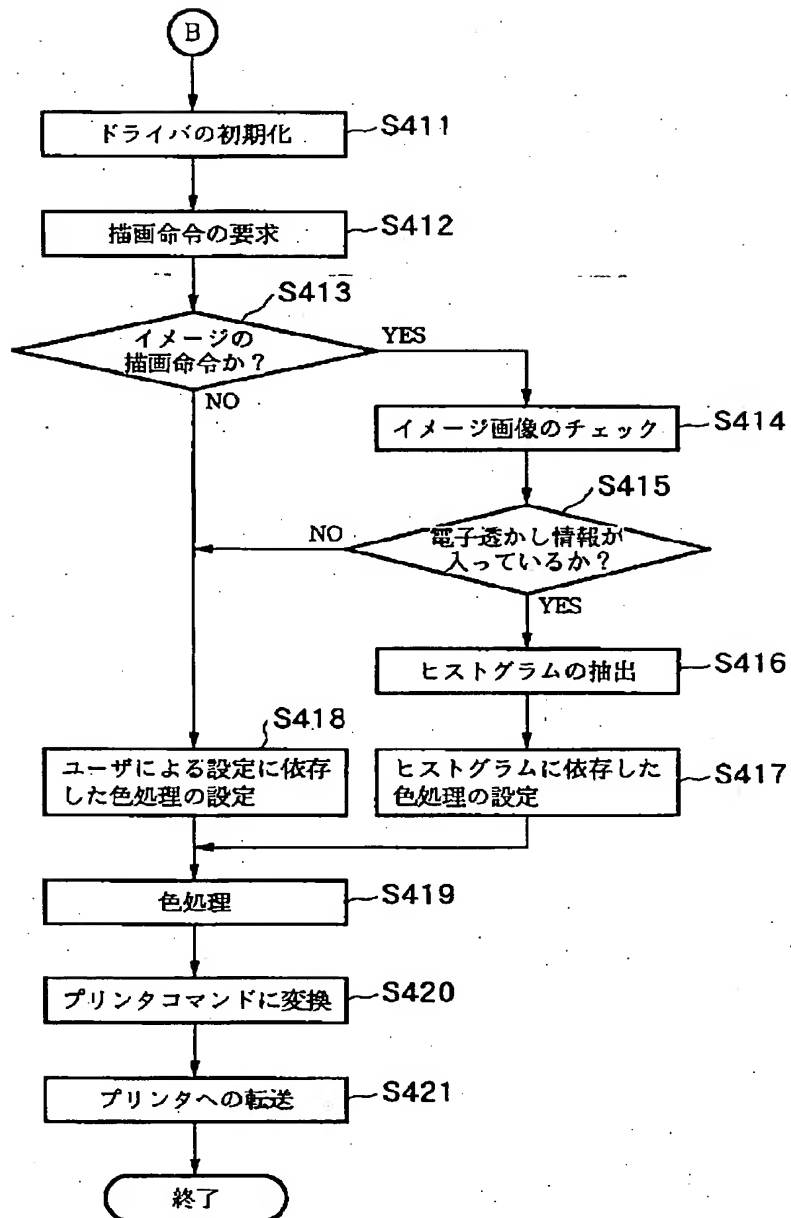 B
ドライバの初期化
S411
描画命令の要求
S412
S413
イメージの
描画命令か?
YES
NO
イメージ画像のチェック
S414
S415
電子透かし情報が
入っているか?
NO
YES
ヒストグラムの抽出
S416
S418
ユーザによる設定に依存
した色処理の設定
ヒストグラムに依存した
色処理の設定
S417
色処理
S419
プリンタコマンドに変換
S420
プリンタへの転送
S421
終了